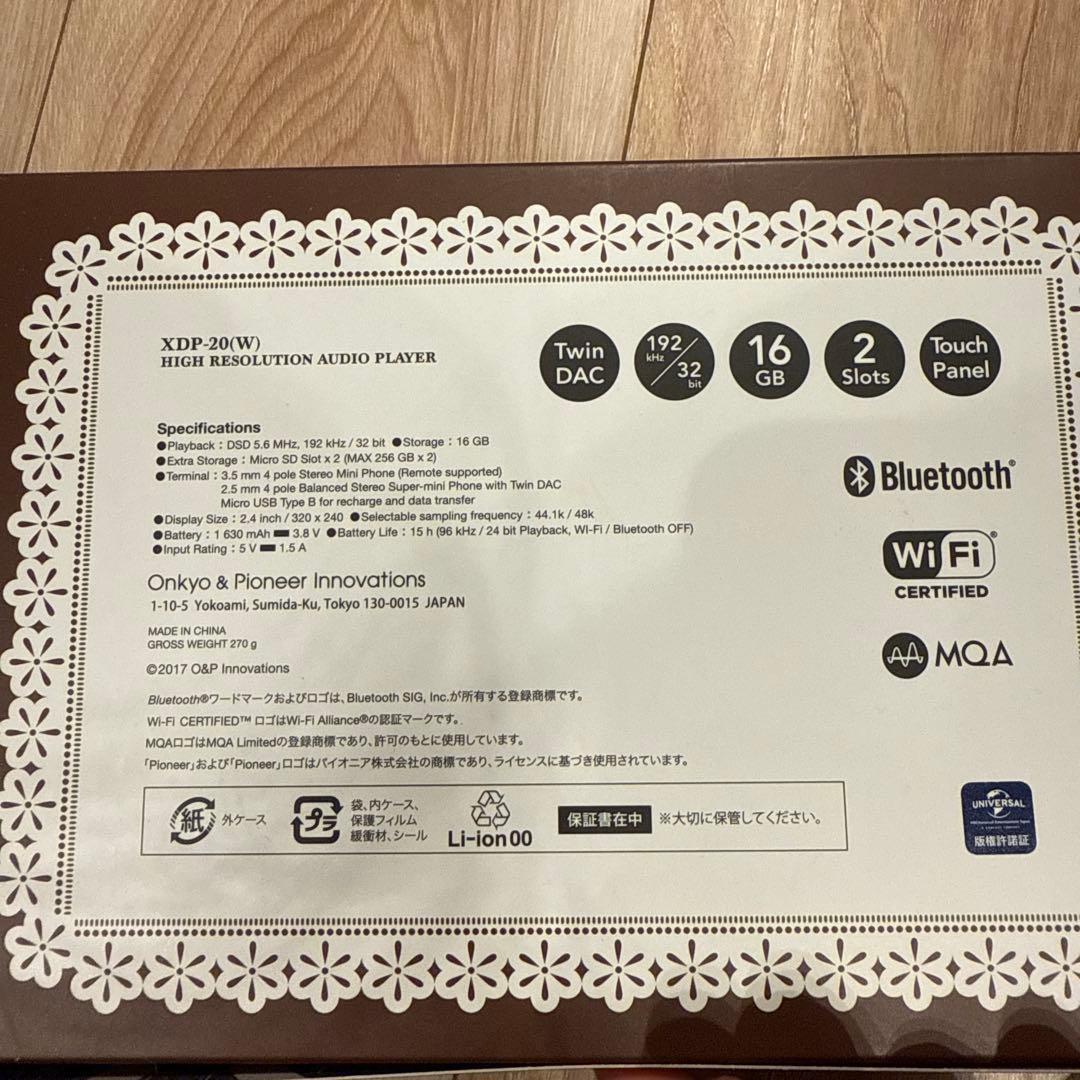 XDP-20(W)
HIGH RESOLUTION AUDIO PLAYER
Twin DAC
192 kHz / 32 bit
16 GB
2 Slots
Touch Panel
Specifications
●Playback : DSD 5.6 MHz, 192 kHz / 32 bit ●Storage : 16 GB
●Extra Storage : Micro SD Slot x 2 (MAX 256 GB x 2)
●Terminal : 3.5 mm 4 pole Stereo Mini Phone (Remote supported)
2.5 mm 4 pole Balanced Stereo Super-mini Phone with Twin DAC
Micro USB Type B for recharge and data transfer
●Display Size : 2.4 inch / 320 x 240 ●Selectable sampling frequency : 44.1k / 48k
●Battery : 1 630 mAh 3.8 V ●Battery Life : 15 h (96 kHz / 24 bit Playback, WI-Fi / Bluetooth OFF)
●Input Rating : 5 V 1.5 A
Bluetooth®
Wi Fi®
CERTIFIED
MQA
Onkyo & Pioneer Innovations
1-10-5 Yokoami, Sumida-Ku, Tokyo 130-0015 JAPAN
MADE IN CHINA
GROSS WEIGHT 270 g
©2017 O&P Innovations
Bluetooth®ワードマークおよびロゴは、Bluetooth SIG, Inc.が所有する登録商標です。
Wi-Fi CERTIFIED™ ロゴはWi-Fi Alliance®の認証マークです。
MQAロゴはMQA Limitedの登録商標であり、許可のもとに使用しています。
「Pioneer」および「Pioneer」ロゴはパイオニア株式会社の商標であり、ライセンスに基づき使用されています。
紙 外ケース
プラ
袋、内ケース、
保護フィルム
緩衝材、シール
Li-ion 00
保証書在中 ※大切に保管してください。
UNIVERSAL
版権許諾証